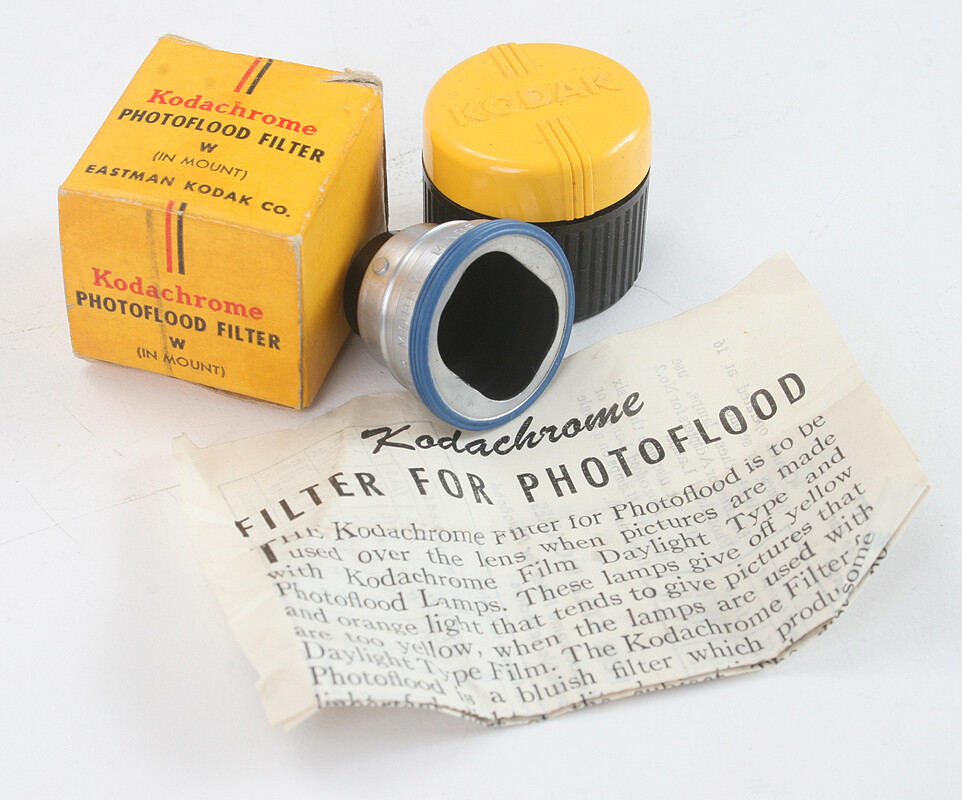 Kodachrome
PHOTOFLOOD FILTER
W
(IN MOUNT)
EASTMAN KODAK CO.
Kodachrome
PHOTOFLOOD FILTER
W
(IN MOUNT)
KODAK
Kodachrome
FILTER FOR PHOTOFLOOD
THE Kodachrome Filter for Photoflood is to be
used over the lens when pictures are made
with Kodachrome Film Daylight Type and
Photoflood Lamps. These lamps give off yellow
and orange light that tends to give pictures that
are too yellow, when the lamps are used with
Daylight Type Film. The Kodachrome Filter fo
Photoflood is a bluish filter which produ
some